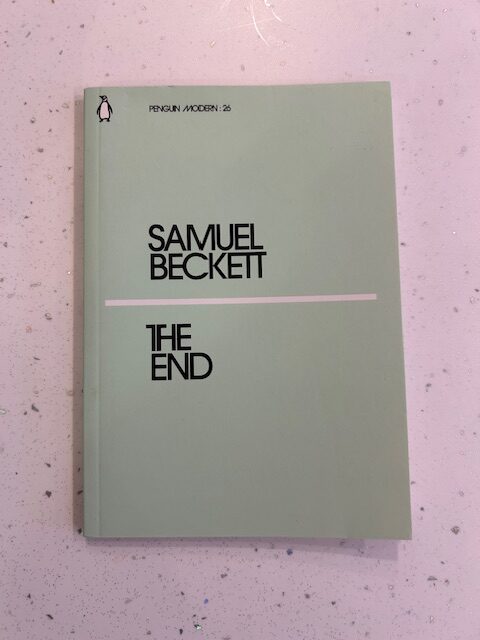 PENGUIN MODERN : 26
SAMUEL
BECKETT
THE
END